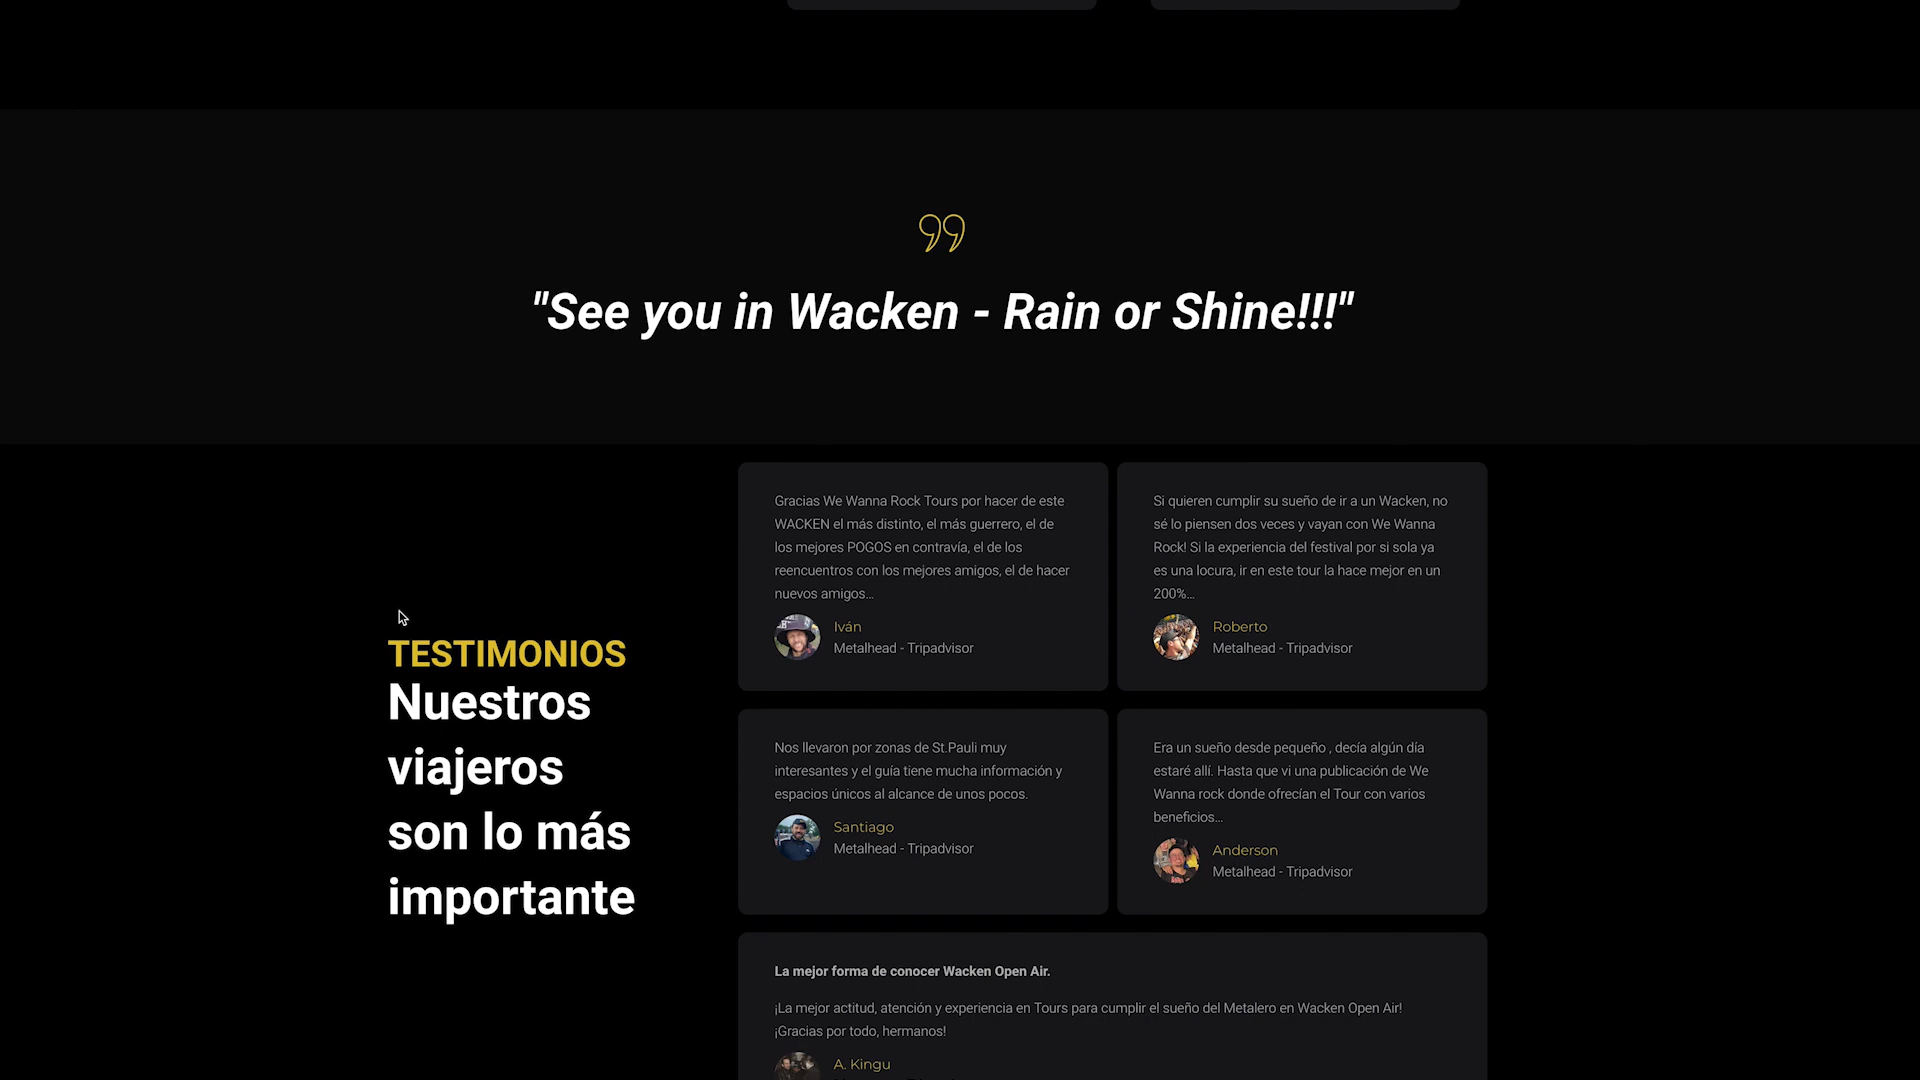 "See you in Wacken - Rain or Shine!!!"
TESTIMONIOS
Nuestros
viajeros
son lo más
importante
Gracias We Wanna Rock Tours por hacer de este
WACKEN el más distinto, el más guerrero, el de
los mejores POGOS en contravía, el de los
reencuentros con los mejores amigos, el de hacer
nuevos amigos...
Iván
Metalhead - Tripadvisor
Si quieren cumplir su sueño de ir a un Wacken, no
sé lo piensen dos veces y vayan con We Wanna
Rock! Si la experiencia del festival por si sola ya
es una locura, ir en este tour la hace mejor en un
200%...
Roberto
Metalhead - Tripadvisor
Nos llevaron por zonas de St.Pauli muy
interesantes y el guía tiene mucha información y
espacios únicos al alcance de unos pocos.
Santiago
Metalhead - Tripadvisor
Era un sueño desde pequeño , decía algún día
estaré allí. Hasta que vi una publicación de We
Wanna rock donde ofrecían el Tour con varios
beneficios...
Anderson
Metalhead - Tripadvisor
La mejor forma de conocer Wacken Open Air.
¡La mejor actitud, atención y experiencia en Tours para cumplir el sueño del Metalero en Wacken Open Air!
¡Gracias por todo, hermanos!
A. Kingu